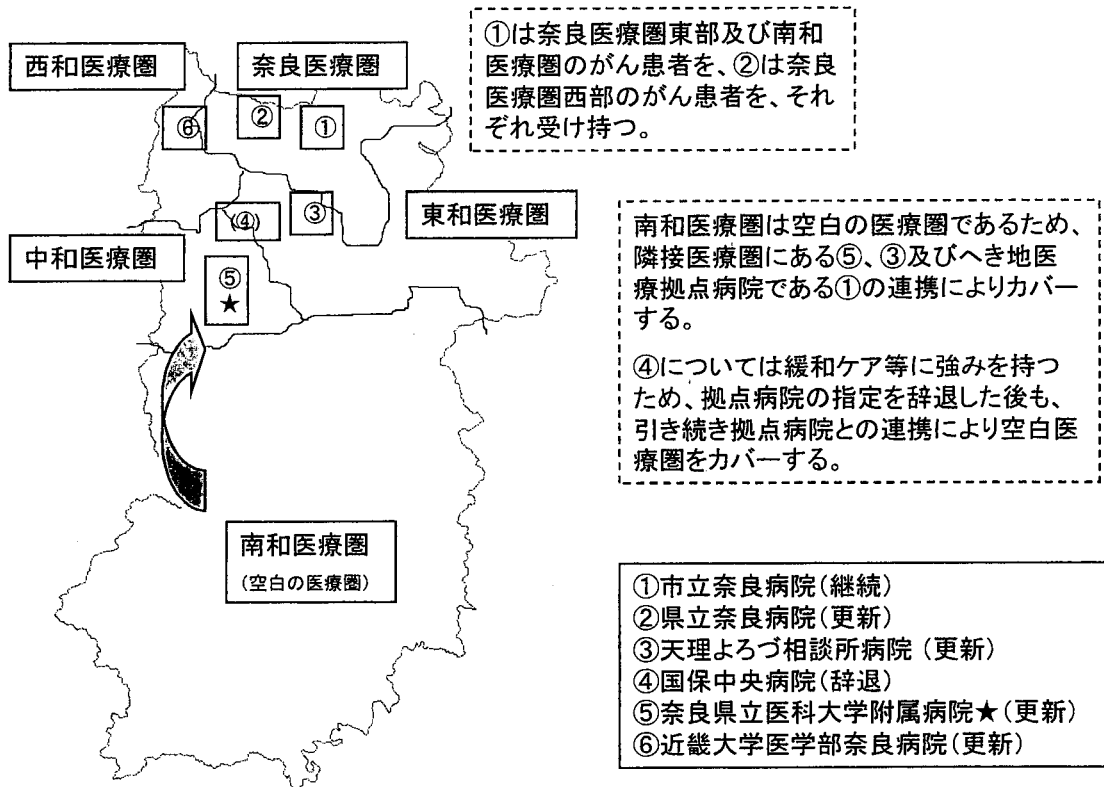 西和医療圏
奈良医療圏
①は奈良医療圏東部及び南和
医療圏のがん患者を、②は奈良
医療圏西部のがん患者を、それ
ぞれ受け持つ。
⑥
②
①
(④)
③
東和医療圏
中和医療圏
⑤
★
南和医療圏は空白の医療圏であるため、
隣接医療圏にある⑤、③及びへき地医
療拠点病院である①の連携によりカバー
する。
④については緩和ケア等に強みを持つ
ため、拠点病院の指定を辞退した後も、
引き続き拠点病院との連携により空白医
療圏をカバーする。
南和医療圏
(空白の医療圏)
①市立奈良病院(継続)
②県立奈良病院(更新)
③天理よろづ相談所病院(更新)
④国保中央病院(辞退)
⑤奈良県立医科大学附属病院★(更新)
⑥近畿大学医学部奈良病院(更新)